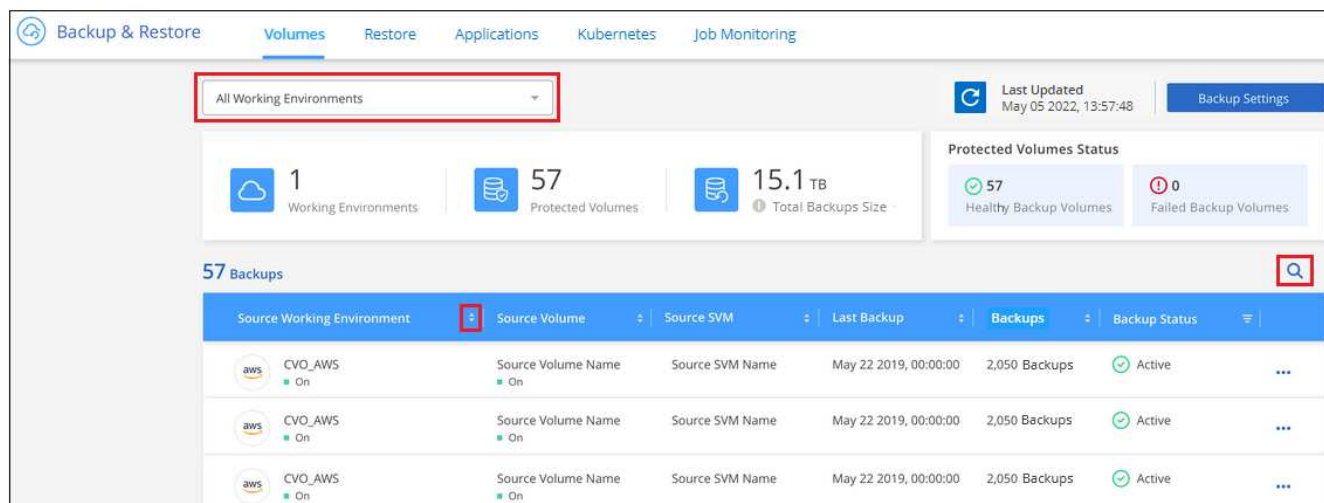 Backup & Restore Volumes Restore Applications Kubernetes Job Monitoring
All Working Environments
Last Updated
May 05 2022, 13:57:48
Backup Settings
1
Working Environments
57
Protected Volumes
15.1 TB
Total Backups Size
Protected Volumes Status
57
Healthy Backup Volumes
0
Failed Backup Volumes
57 Backups
Source Working Environment Source Volume Source SVM Last Backup Backups Backup Status
aws CVO_AWS Source Volume Name Source SVM Name May 22 2019, 00:00:00 2,050 Backups Active
On On
aws CVO_AWS Source Volume Name Source SVM Name May 22 2019, 00:00:00 2,050 Backups Active
On On
aws CVO_AWS Source Volume Name Source SVM Name May 22 2019, 00:00:00 2,050 Backups Active
On On